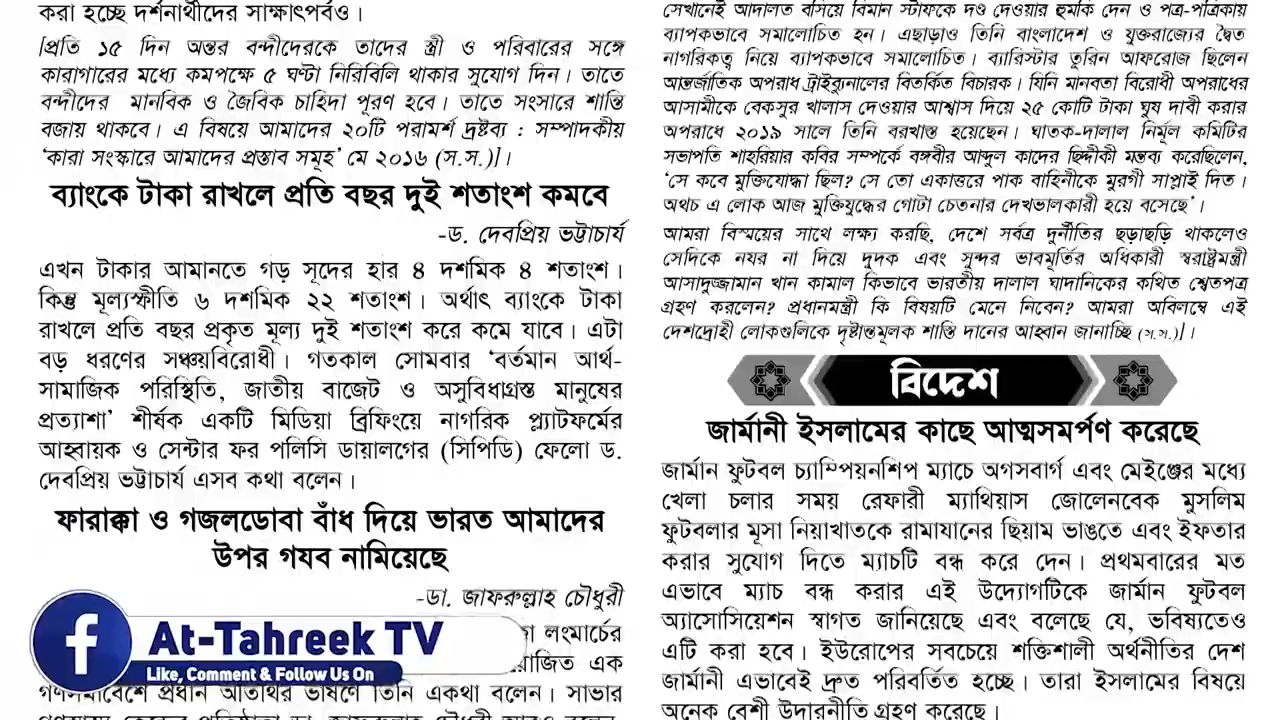 করা হচ্ছে দর্শনার্থীদের সাক্ষাৎপর্বও।
[প্রতি ১৫ দিন অন্তর বন্দীদেরকে তাদের স্ত্রী ও পরিবারের সঙ্গে
কারাগারের মধ্যে কমপক্ষে ৫ ঘণ্টা নিরিবিলি থাকার সুযোগ দিন। তাতে
বন্দীদের মানবিক ও জৈবিক চাহিদা পূরণ হবে। তাতে সংসারে শান্তি
বজায় থাকবে। এ বিষয়ে আমাদের ২০টি পরামর্শ দ্রষ্টব্য : সম্পাদকীয়
‘কারা সংস্কারে আমাদের প্রস্তাব সমূহ’ মে ২০১৬ (স.স.)]।
ব্যাংকে টাকা রাখলে প্রতি বছর দুই শতাংশ কমবে
-ড. দেবপ্রিয় ভট্টাচার্য
এখন টাকার আমানতে গড় সূদের হার ৪ দশমিক ৪ শতাংশ।
কিন্তু মূল্যস্ফীতি ৬ দশমিক ২২ শতাংশ। অর্থাৎ ব্যাংকে টাকা
রাখলে প্রতি বছর প্রকৃত মূল্য দুই শতাংশ করে কমে যাবে। এটা
বড় ধরণের সঞ্চয়বিরোধী। গতকাল সোমবার ‘বর্তমান আর্থ-
সামাজিক পরিস্থিতি, জাতীয় বাজেট ও অসুবিধাগ্রস্ত মানুষের
প্রত্যাশা’ শীর্ষক একটি মিডিয়া ব্রিফিংয়ে নাগরিক প্ল্যাটফর্মের
আহ্বায়ক ও সেন্টার ফর পলিসি ডায়ালগের (সিপিডি) ফেলো ড.
দেবপ্রিয় ভট্টাচার্য এসব কথা বলেন।
ফারাক্কা ও গজলডোবা বাঁধ দিয়ে ভারত আমাদের
উপর গযব নামিয়েছে
-ডা. জাফরুল্লাহ চৌধুরী
লংমার্চের
এক
প্রধান অতিথির ভাষণে তিনি একথা বলেন। সাভার
At-Tahreek TV
Like, Comment & Follow Us On
সেখানেই আদালত বসিয়ে বিমান স্টাফকে দণ্ড দেওয়ার হুমকি দেন ও পত্র-পত্রিকায়
ব্যাপকভাবে সমালোচিত হন। এছাড়াও তিনি বাংলাদেশ ও যুক্তরাজ্যের দ্বৈত
নাগরিকত্ব নিয়ে ব্যাপকভাবে সমালোচিত। ব্যারিস্টার তুরিন আফরোজ ছিলেন
আন্তর্জাতিক অপরাধ ট্রাইব্যুনালের বিতর্কিত বিচারক। যিনি মানবতা বিরোধী অপরাধের
আসামীকে বেকসুর খালাস দেওয়ার আশ্বাস দিয়ে ২৫ কোটি টাকা ঘুষ দাবী করার
অপরাধে ২০১৯ সালে তিনি বরখাস্ত হয়েছেন। ঘাতক-দালাল নির্মূল কমিটির
সভাপতি শাহরিয়ার কবির সম্পর্কে বঙ্গবীর আব্দুল কাদের ছিদ্দীকী মন্তব্য করেছিলেন,
‘সে কবে মুক্তিযোদ্ধা ছিল? সে তো একাত্তরে পাক বাহিনীকে মুরগী সাপ্লাই দিত।
অথচ এ লোক আজ মুক্তিযুদ্ধের গোটা চেতনার দেখভালকারী হয়ে বসেছে’।
আমরা বিস্ময়ের সাথে লক্ষ্য করছি, দেশে সর্বত্র দুর্নীতির ছড়াছড়ি থাকলেও
সেদিকে নযর না দিয়ে দুদক এবং সুন্দর ভাবমূর্তির অধিকারী স্বরাষ্ট্রমন্ত্রী
আসাদুজ্জামান খান কামাল কিভাবে ভারতীয় দালাল ঘাদানিকের কথিত শ্বেতপত্র
গ্রহণ করলেন? প্রধানমন্ত্রী কি বিষয়টি মেনে নিবেন? আমরা অবিলম্বে এই
দেশদ্রোহী লোকগুলিকে দৃষ্টান্তমূলক শাস্তি দানের আহ্বান জানাচ্ছি (স.স.)]।
বিদেশ
জার্মানী ইসলামের কাছে আত্মসমর্পণ করেছে
জার্মান ফুটবল চ্যাম্পিয়নশিপ ম্যাচে অগসবার্গ এবং মেইঞ্জের মধ্যে
খেলা চলার সময় রেফারী ম্যাথিয়াস জোলেনবেক মুসলিম
ফুটবলার মূসা নিয়াখাতকে রামাযানের ছিয়াম ভাঙতে এবং ইফতার
করার সুযোগ দিতে ম্যাচটি বন্ধ করে দেন। প্রথমবারের মত
এভাবে ম্যাচ বন্ধ করার এই উদ্যোগটিকে জার্মান ফুটবল
অ্যাসোসিয়েশন স্বাগত জানিয়েছে এবং বলেছে যে, ভবিষ্যতেও
এটি করা হবে। ইউরোপের সবচেয়ে শক্তিশালী অর্থনীতির দেশ
জার্মানী এভাবেই দ্রুত পরিবর্তিত হচ্ছে। তারা ইসলামের বিষয়ে
অনেক বেশী উদারনীতি গ্রহণ করেছে।